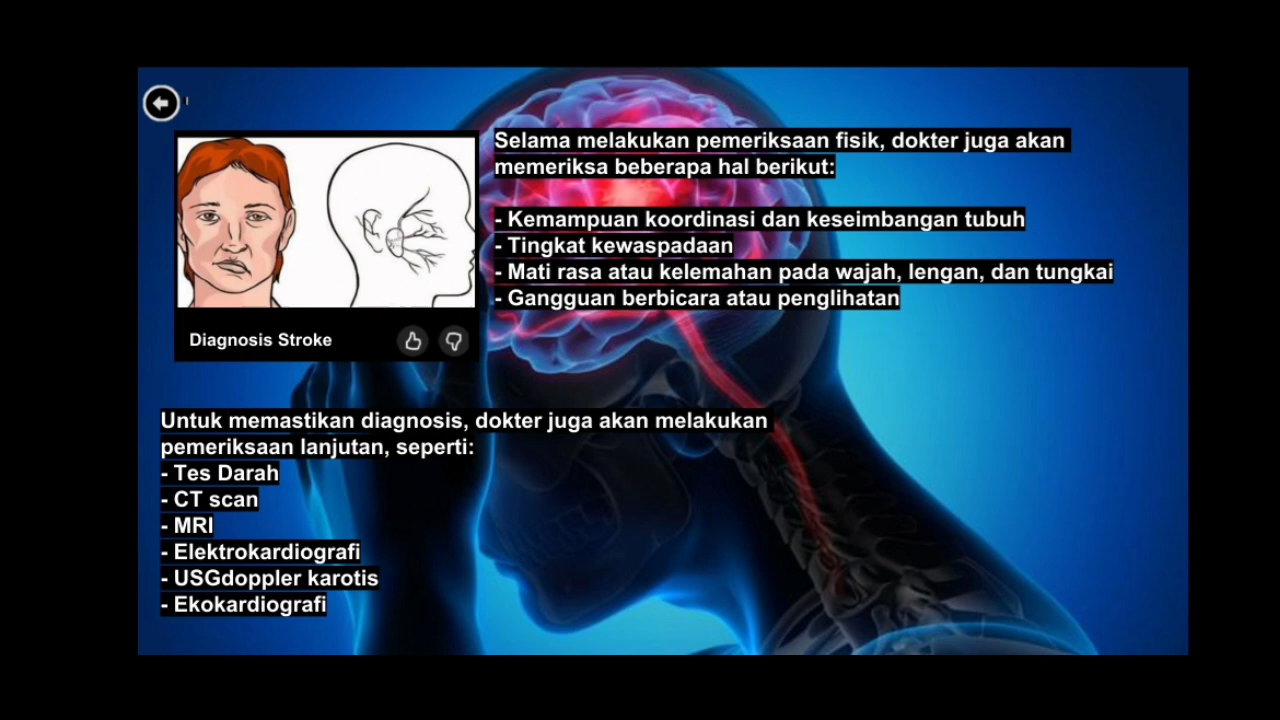 Selama melakukan pemeriksaan fisik, dokter juga akan
memeriksa beberapa hal berikut:
- Kemampuan koordinasi dan keseimbangan tubuh
- Tingkat kewaspadaan
- Mati rasa atau kelemahan pada wajah, lengan, dan tungkai
- Gangguan berbicara atau penglihatan
Diagnosis Stroke
Untuk memastikan diagnosis, dokter juga akan melakukan
pemeriksaan lanjutan, seperti:
- Tes Darah
- CT scan
- MRI
- Elektrokardiografi
- USGdoppler karotis
- Ekokardiografi